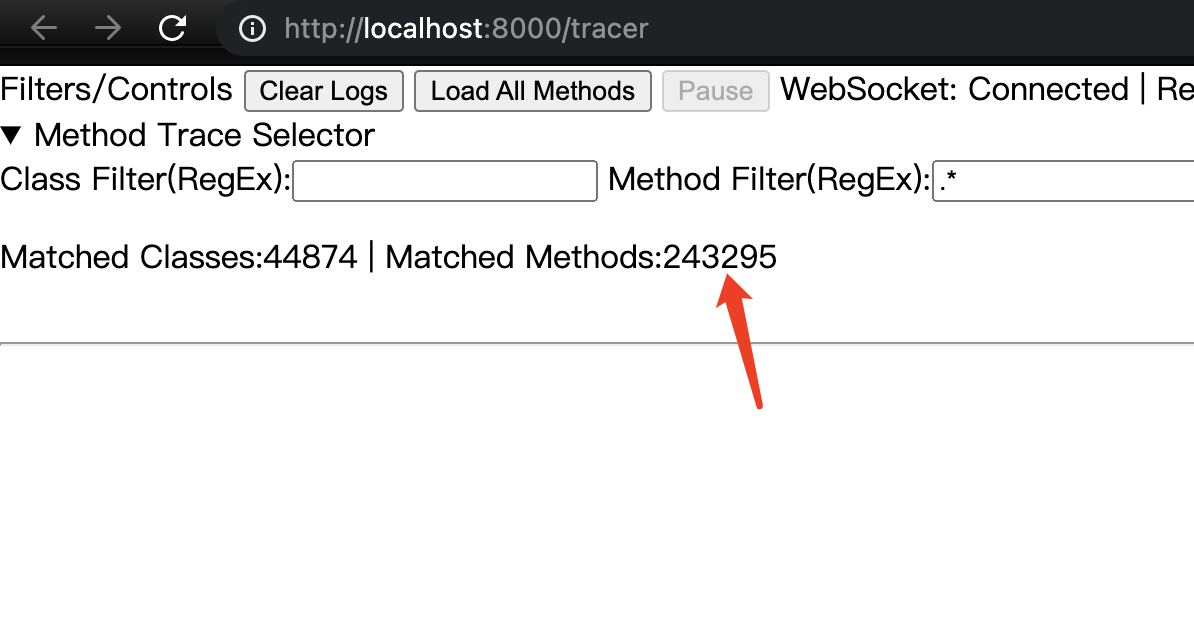 http://localhost:8000/tracer
Filters/Controls Clear Logs Load All Methods Pause WebSocket: Connected | Re
▼ Method Trace Selector
Class Filter(RegEx): Method Filter(RegEx): .*
Matched Classes:44874 | Matched Methods:243295